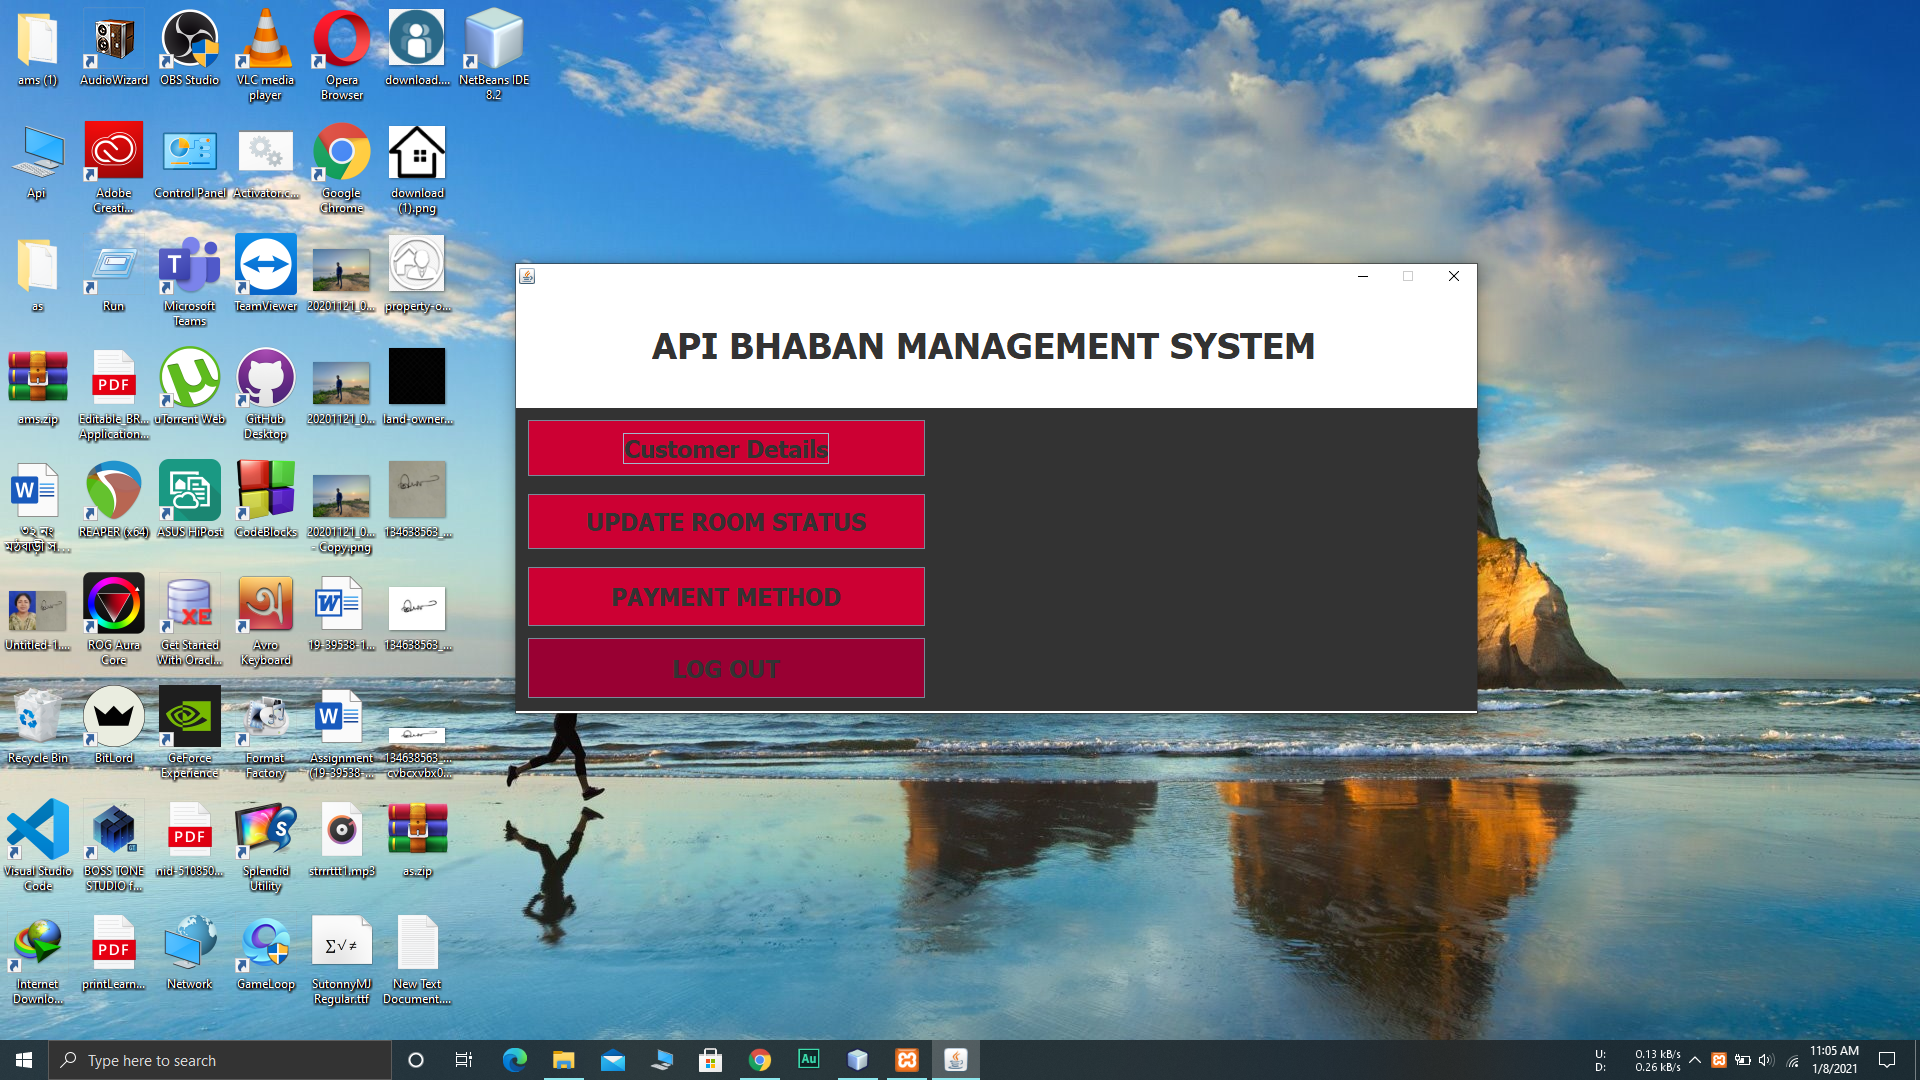 ams (1)
AudioWizard
OBS Studio
VLC media
player
Opera
Browser
download....
NetBeans IDE
8.2
Api
Adobe
Creati...
Control Panel
Activator.c...
Google
Chrome
download
(1).png
as
Run
Microsoft
Teams
TeamViewer
20201121_0...
property-o...
ams.zip
PDF
Editable_BR...
Application...
uTorrent Web
GitHub
Desktop
20201121_0...
land-owner...
REAPER (x64)
ASUS HiPost
CodeBlocks
20201121_0...
- Copy.png
134638563_...
Untitled-1....
ROG Aura
Core
XE
Get Started
With Oracl...
অ
Avro
Keyboard
19-39538-1...
134638563_...
Recycle Bin
BitLord
GeForce
Experience
Format
Factory
Assignment
(19-39538-...
134638563_...
cvbcxvbx0...
Visual Studio
Code
BOSS TONE
STUDIO f...
PDF
nid-510850...
Splendid
Utility
strrrttt1.mp3
as.zip
Internet
Downlo...
PDF
printLearn...
Network
GameLoop
∑√≠
SutonnyMJ
Regular.ttf
New Text
Document....
API BHABAN MANAGEMENT SYSTEM
Customer Details
UPDATE ROOM STATUS
PAYMENT METHOD
LOG OUT
Type here to search
Au
U: 0.13 kB/s
D: 0.26 kB/s
11:05 AM
1/8/2021